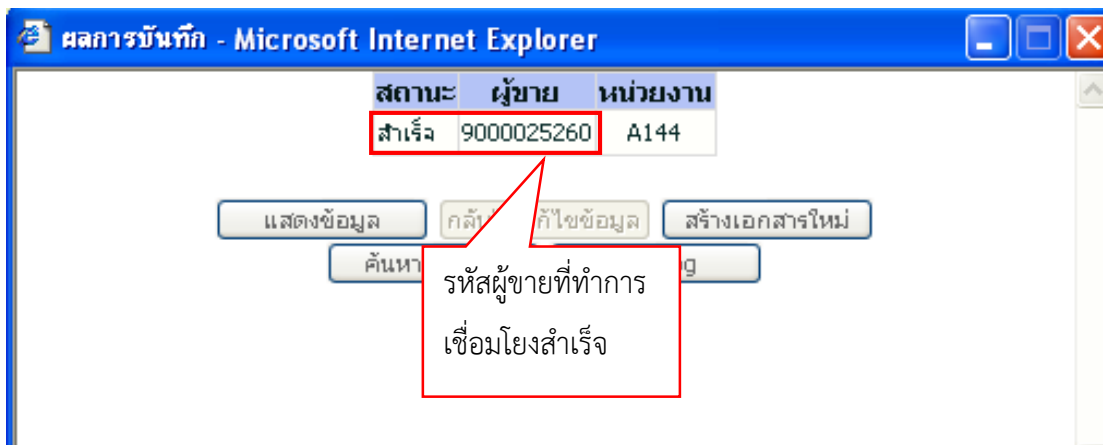 ผลการบันทึก - Microsoft Internet Explorer
สถานะ ผู้ขาย หน่วยงาน
สำเร็จ 9000025260 A144
แสดงข้อมูล สร้างเอกสารใหม่
ค้นหา
รหัสผู้ขายที่ทำการ
เชื่อมโยงสำเร็จ